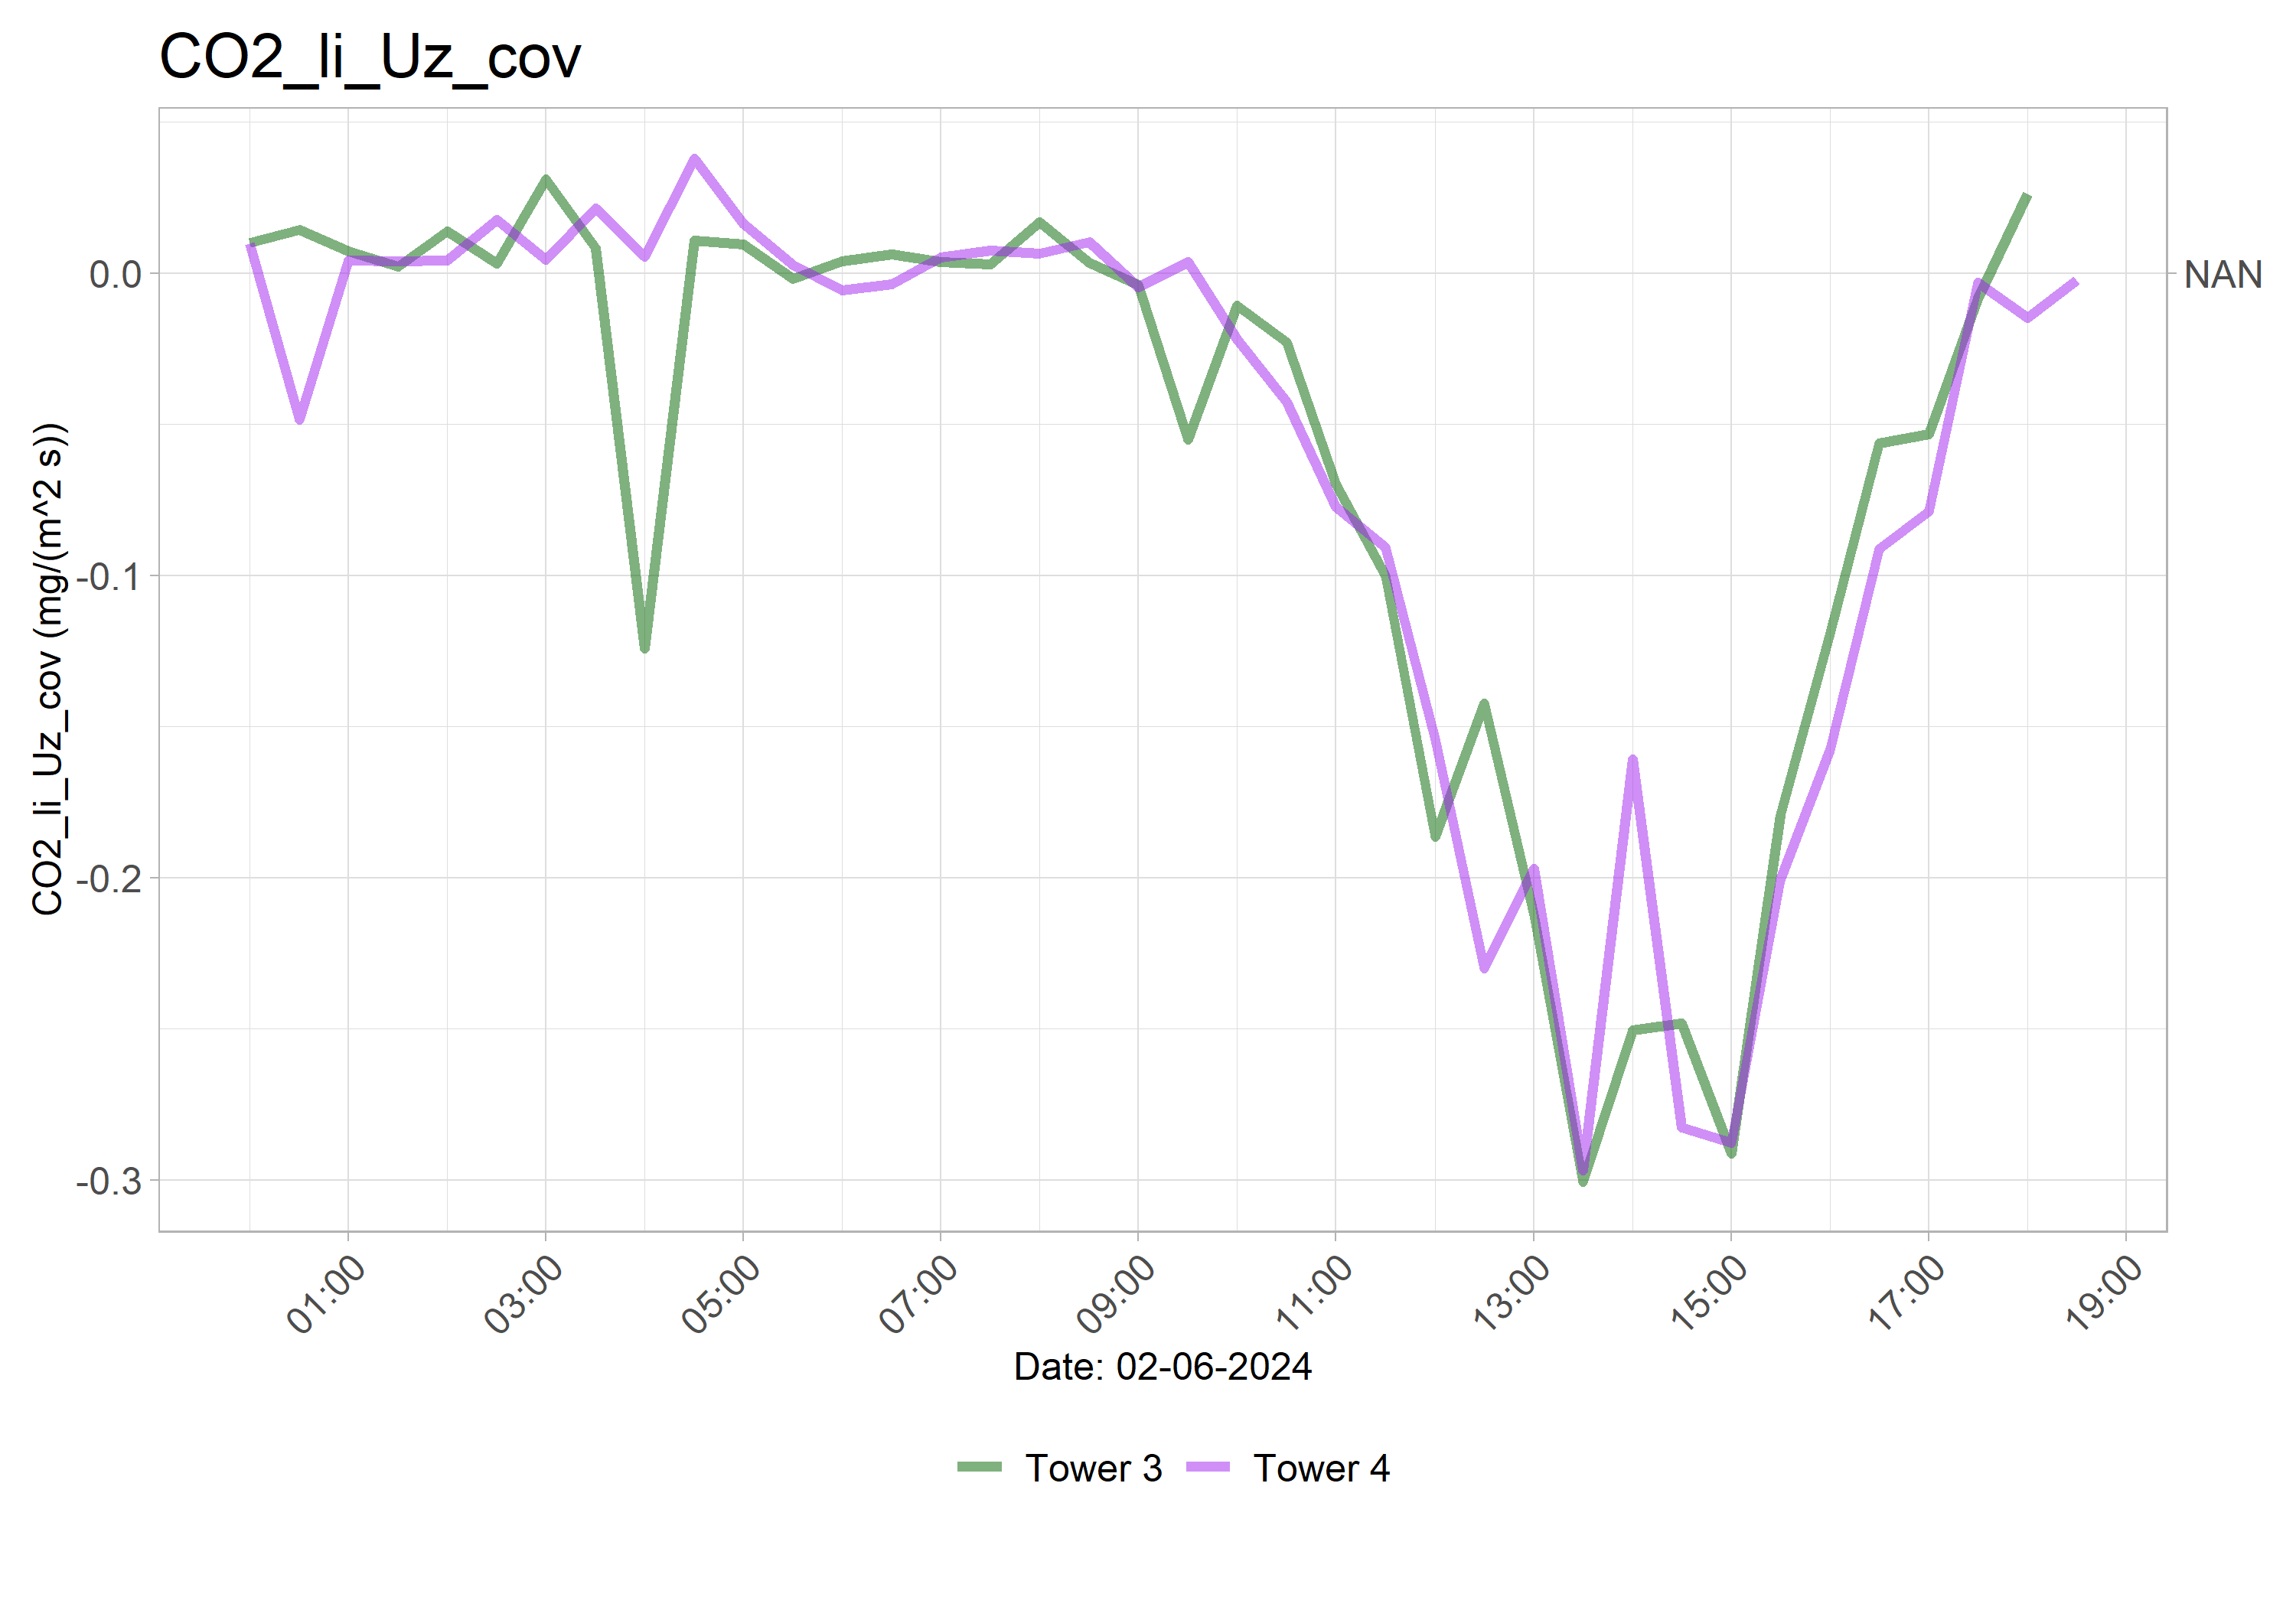 CO2_li_Uz_cov
CO2_li_Uz_cov (mg/(m^2 s))
0.0
-0.1
-0.2
-0.3
NAN
01:00
03:00
05:00
07:00
09:00
11:00
13:00
15:00
17:00
19:00
Date: 02-06-2024
Tower 3
Tower 4